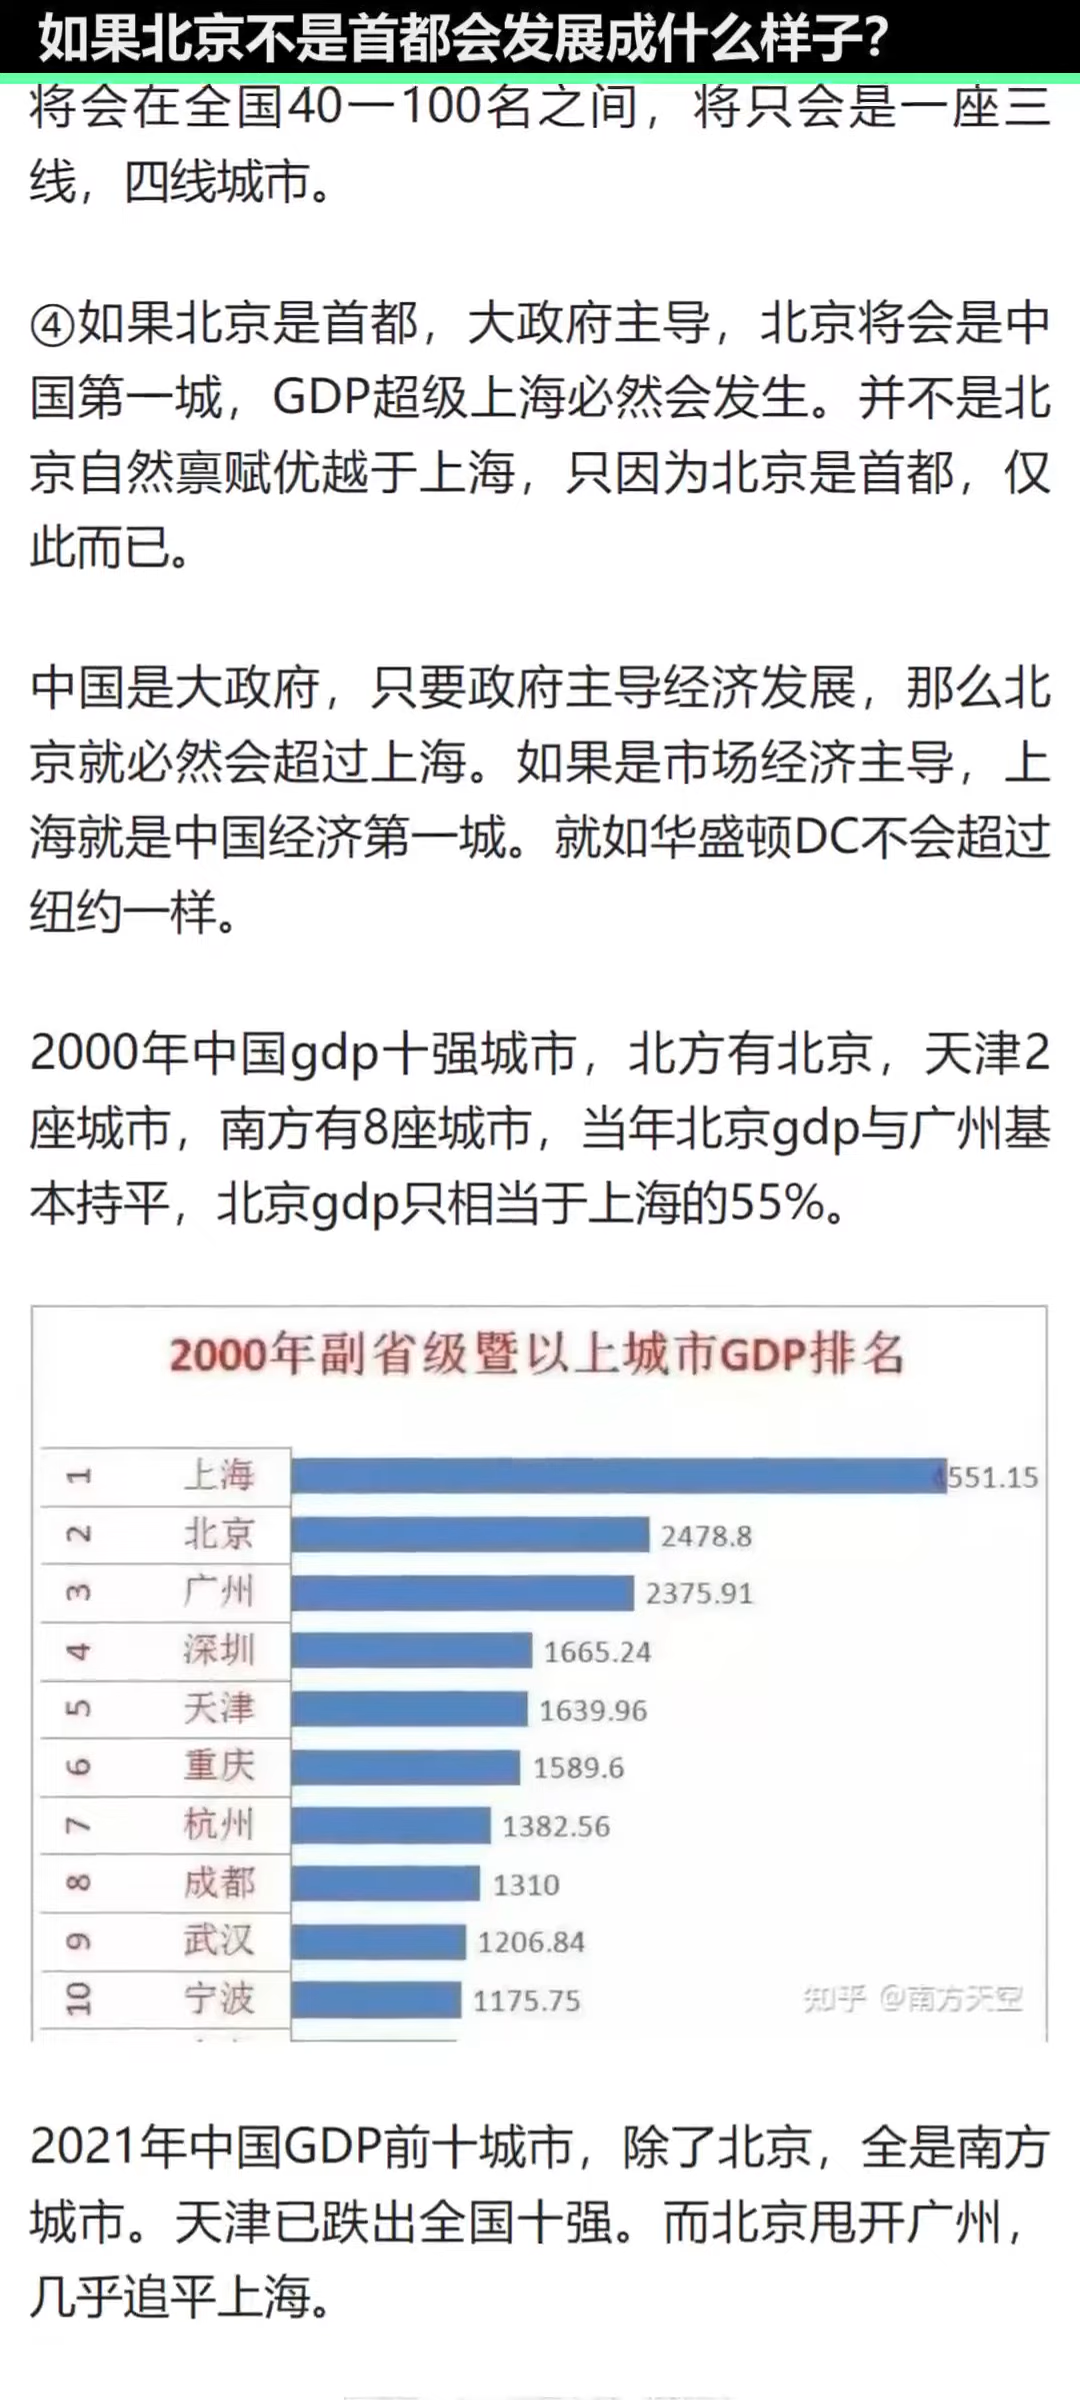 如果北京不是首都会发展成什么样子？
将会在全国40一100名之间，将只会是一座三
线，四线城市。
④如果北京是首都，大政府主导，北京将会是中
国第一城，GDP超级上海必然会发生。并不是北
京自然禀赋优越于上海，只因为北京是首都，仅
此而已。
中国是大政府，只要政府主导经济发展，那么北
京就必然会超过上海。如果是市场经济主导，上
海就是中国经济第一城。就如华盛顿DC不会超过
纽约一样。
2000年中国gdp十强城市，北方有北京，天津2
座城市，南方有8座城市，当年北京gdp与广州基
本持平，北京gdp只相当于上海的55%。
2000年副省级暨以上城市GDP排名
1 上海 4551.15
2 北京 2478.8
3 广州 2375.91
4 深圳 1665.24
5 天津 1639.96
6 重庆 1589.6
7 杭州 1382.56
8 成都 1310
9 武汉 1206.84
10 宁波 1175.75
知乎 @南方天空
2021年中国GDP前十城市，除了北京，全是南方
城市。天津已跌出全国十强。而北京甩开广州，
几乎追平上海。